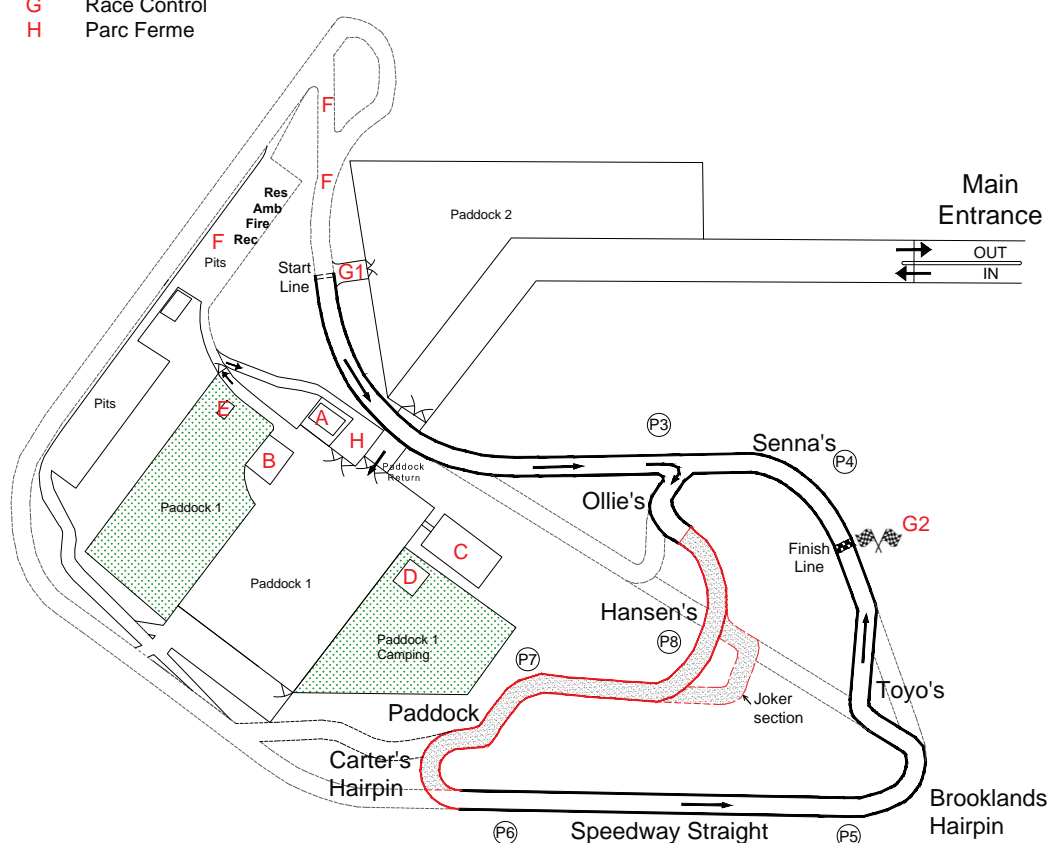 G Race Control
H Parc Ferme
F
F
Res
Amb
Fire
Rec
F
Pits
Paddock 2
Main
Entrance
OUT
IN
Start
Line
G1
Pits
E
A
H
B
Paddock
Return
P3
Senna's
P4
Ollie's
G2
Finish
Line
Paddock 1
C
D
Paddock 1
Hansen's
P8
Paddock 1
Camping
P7
Toyo's
Joker
section
Paddock
Carter's
Hairpin
Brooklands
Hairpin
P6
Speedway Straight
P5